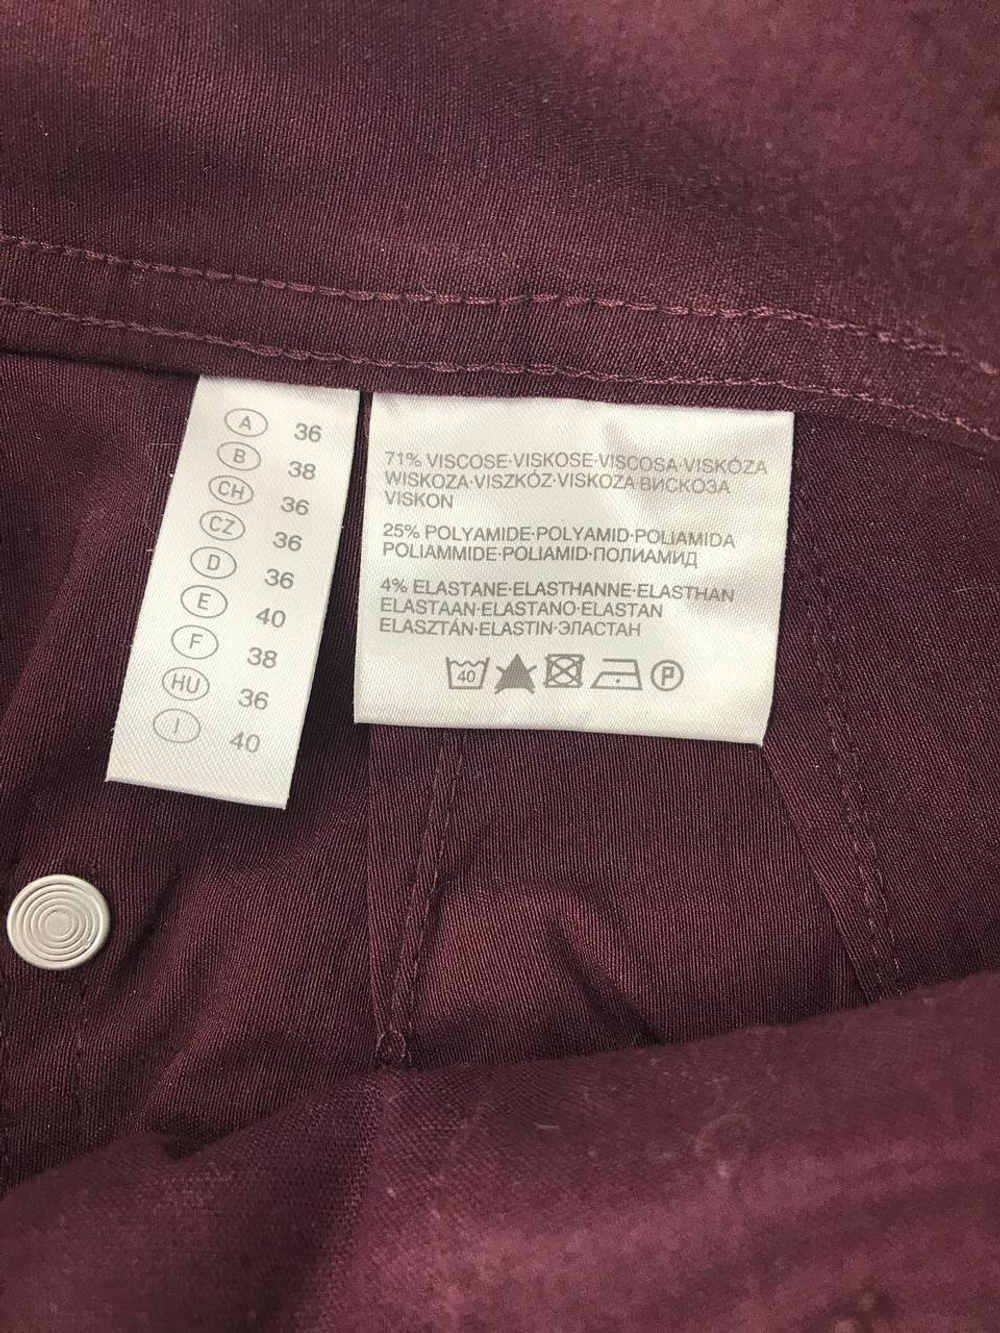 A 36
B 38
CH 36
CZ 36
D 36
E 40
F 38
HU 36
I 40
71% VISCOSE·VISKOSE·VISCOSA·VISKÓZA
WISKOZA·VISZKÓZ·VISKOZA·ВИСКОЗА
VISKON
25% POLYAMIDE·POLYAMID·POLIAMIDA
POLIAMMIDE·POLIAMID·ПОЛИАМИД
4% ELASTANE·ELASTHANNE·ELASTHAN
ELASTAAN·ELASTANO·ELASTAN
ELASZTÁN·ELASTIN·ЭЛАСТАН
40 P